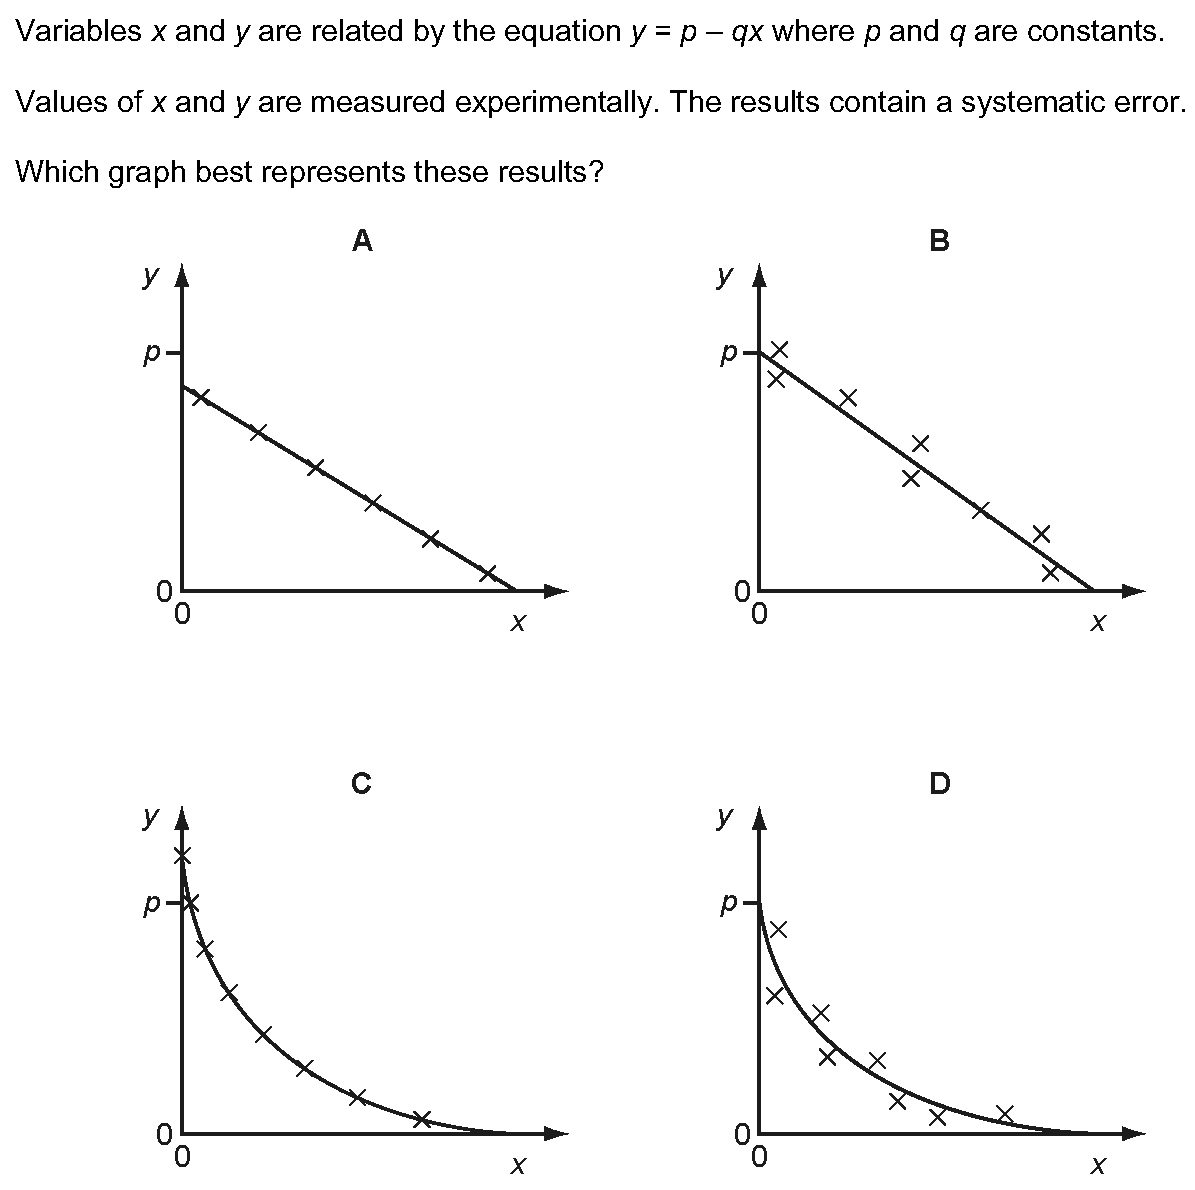 Variables x and y are related by the equation y = p – qx where p and q are constants.
Values of x and y are measured experimentally. The results contain a systematic error.
Which graph best represents these results?
A
y
p
0
0
x
B
y
p
0
0
x
C
y
p
0
0
x
D
y
p
0
0
x